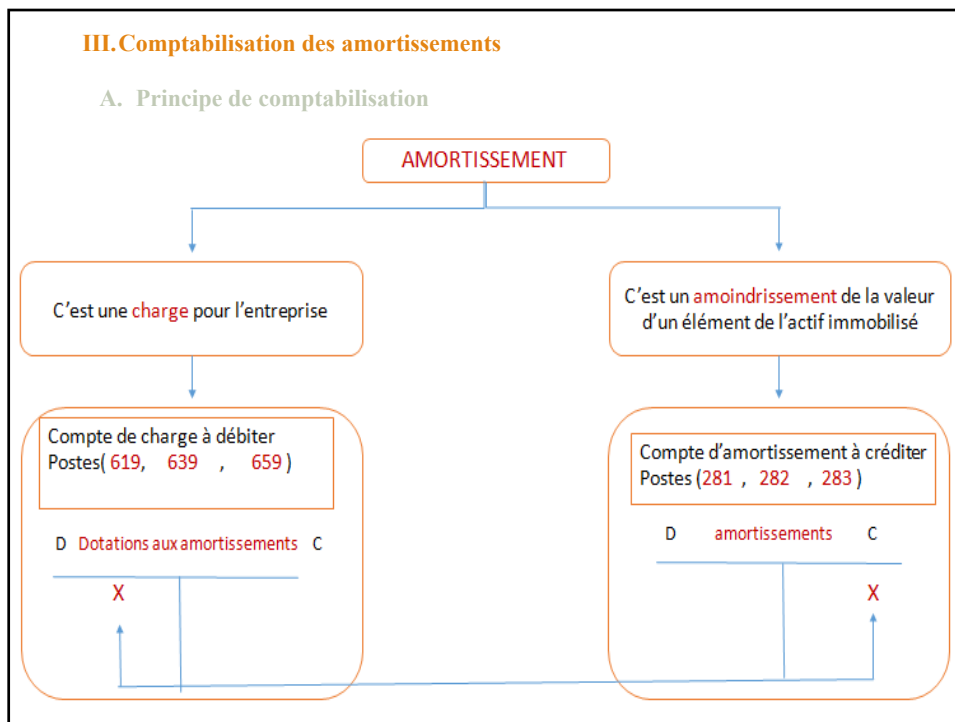 III.Comptabilisation des amortissements
A. Principe de comptabilisation
AMORTISSEMENT
C'est une charge pour l'entreprise
C'est un amoindrissement de la valeur
d'un élément de l'actif immobilisé
Compte de charge à débiter
Postes( 619, 639 , 659 )
D Dotations aux amortissements C
X
Compte d'amortissement à créditer
Postes (281 , 282 , 283 )
D amortissements C
X